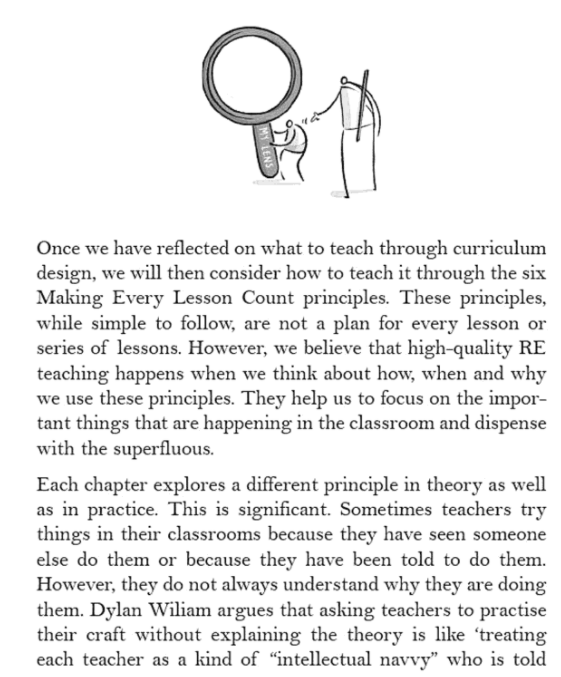 MY LENS
Once we have reflected on what to teach through curriculum
design, we will then consider how to teach it through the six
Making Every Lesson Count principles. These principles,
while simple to follow, are not a plan for every lesson or
series of lessons. However, we believe that high-quality RE
teaching happens when we think about how, when and why
we use these principles. They help us to focus on the impor-
tant things that are happening in the classroom and dispense
with the superfluous.
Each chapter explores a different principle in theory as well
as in practice. This is significant. Sometimes teachers try
things in their classrooms because they have seen someone
else do them or because they have been told to do them.
However, they do not always understand why they are doing
them. Dylan Wiliam argues that asking teachers to practise
their craft without explaining the theory is like ‘treating
each teacher as a kind of “intellectual navvy” who is told